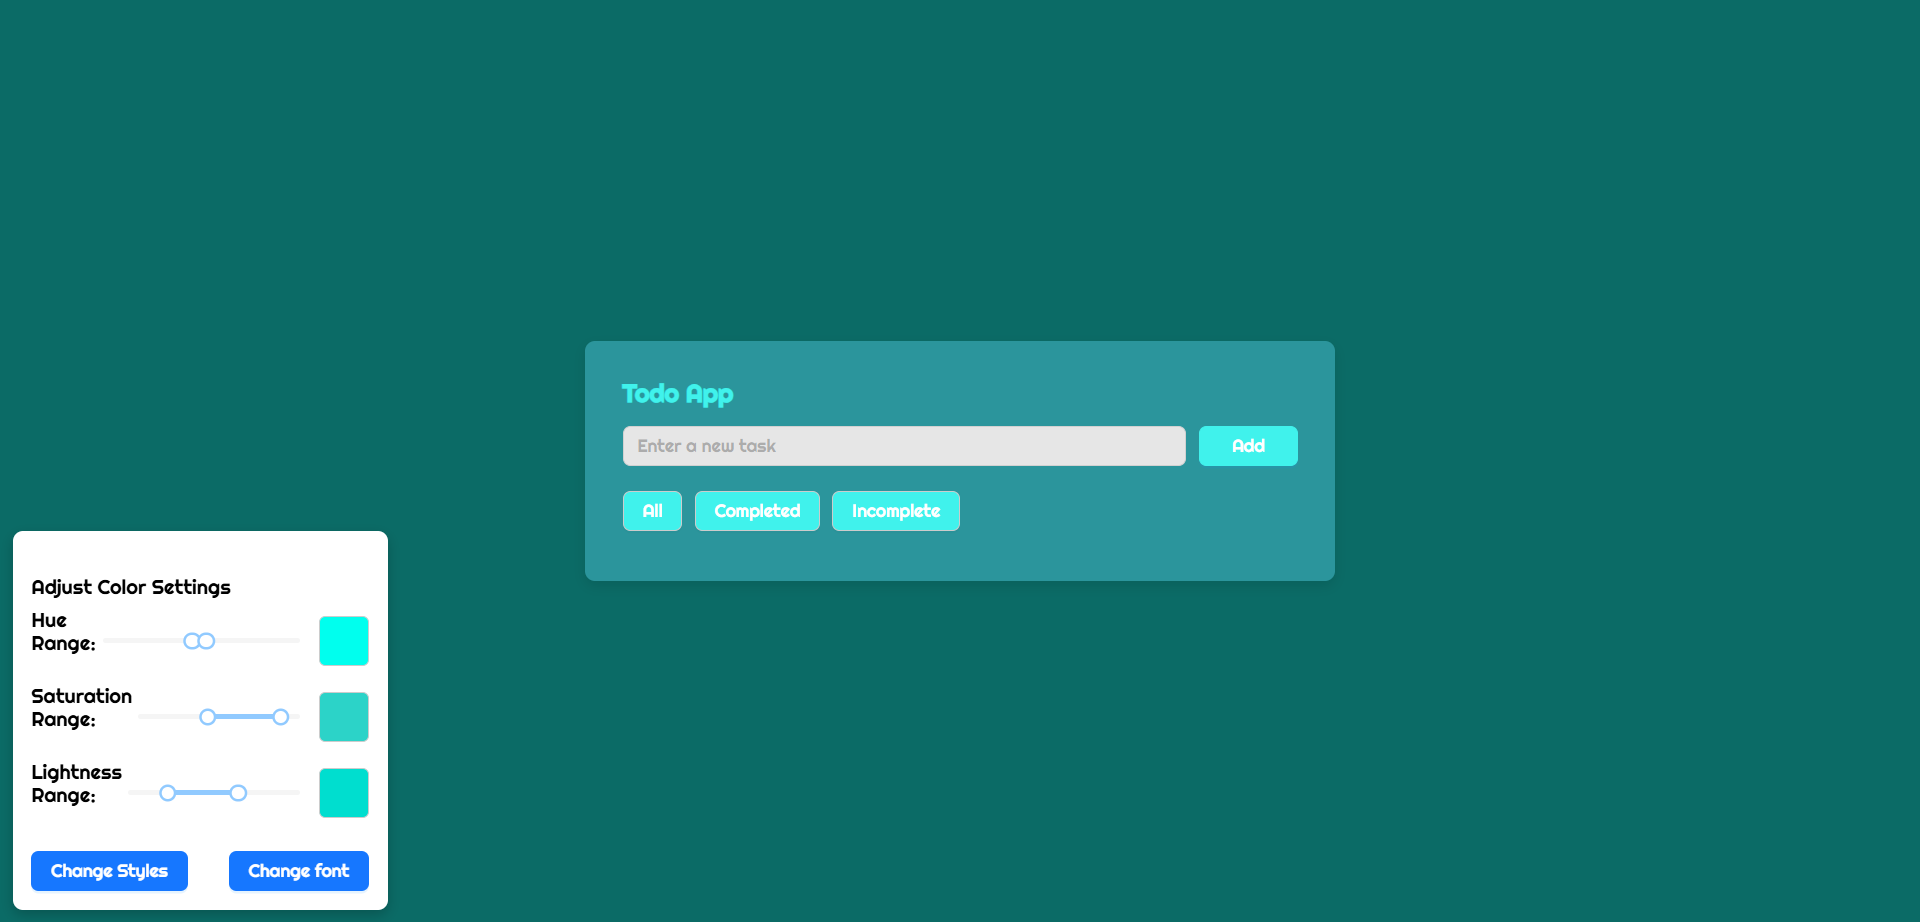 Todo App
Enter a new task
Add
All
Completed
Incomplete
Adjust Color Settings
Hue
Range:
Saturation
Range:
Lightness
Range:
Change Styles
Change font